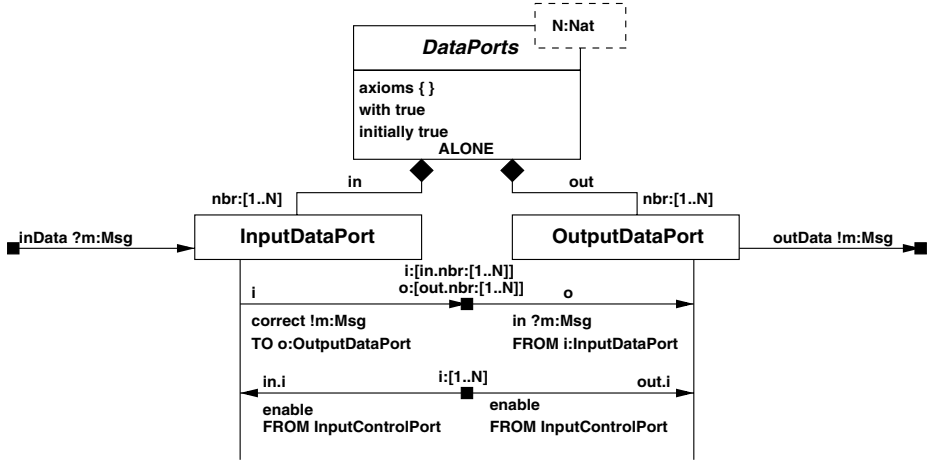 N:Nat
DataPorts
axioms { }
with true
initially true
ALONE
in
out
nbr:[1..N]
nbr:[1..N]
inData ?m:Msg
InputDataPort
OutputDataPort
outData !m:Msg
i:[in.nbr:[1..N]]
o:[out.nbr:[1..N]]
i
o
correct !m:Msg
TO o:OutputDataPort
in ?m:Msg
FROM i:InputDataPort
in.i
i:[1..N]
out.i
enable
FROM InputControlPort
enable
FROM InputControlPort